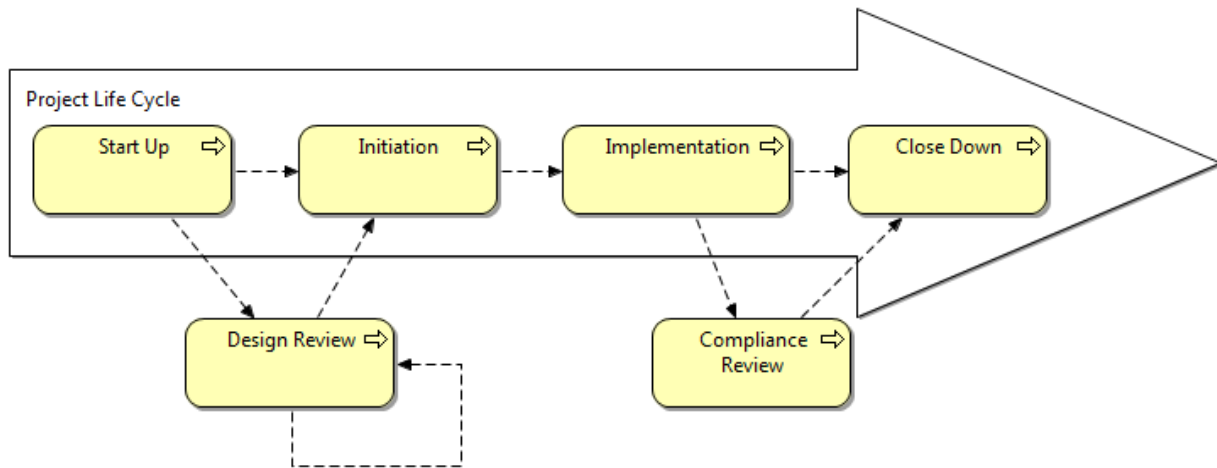 Project Life Cycle
Start Up
Initiation
Implementation
Close Down
Design Review
Compliance
Review